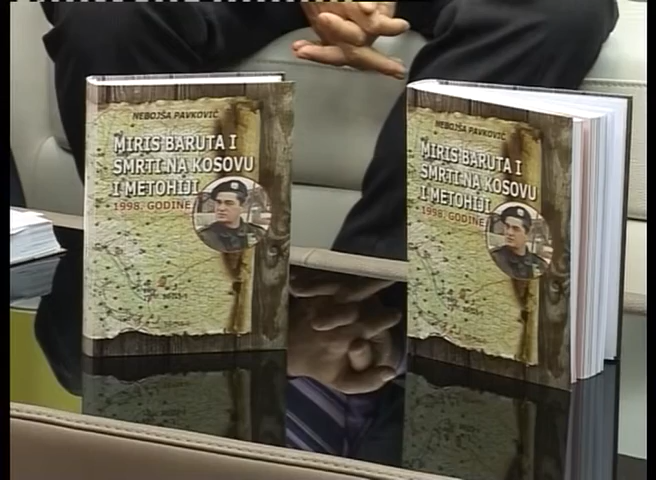 NEBOJŠA PAVKOVIĆ
MIRIS BARUTA I
SMRTI NA KOSOVU
I METOHIJI
1998. GODINE
NEBOJŠA PAVKOVIĆ
MIRIS BARUTA I
SMRTI NA KOSOVU
I METOHIJI
1998. GODINE